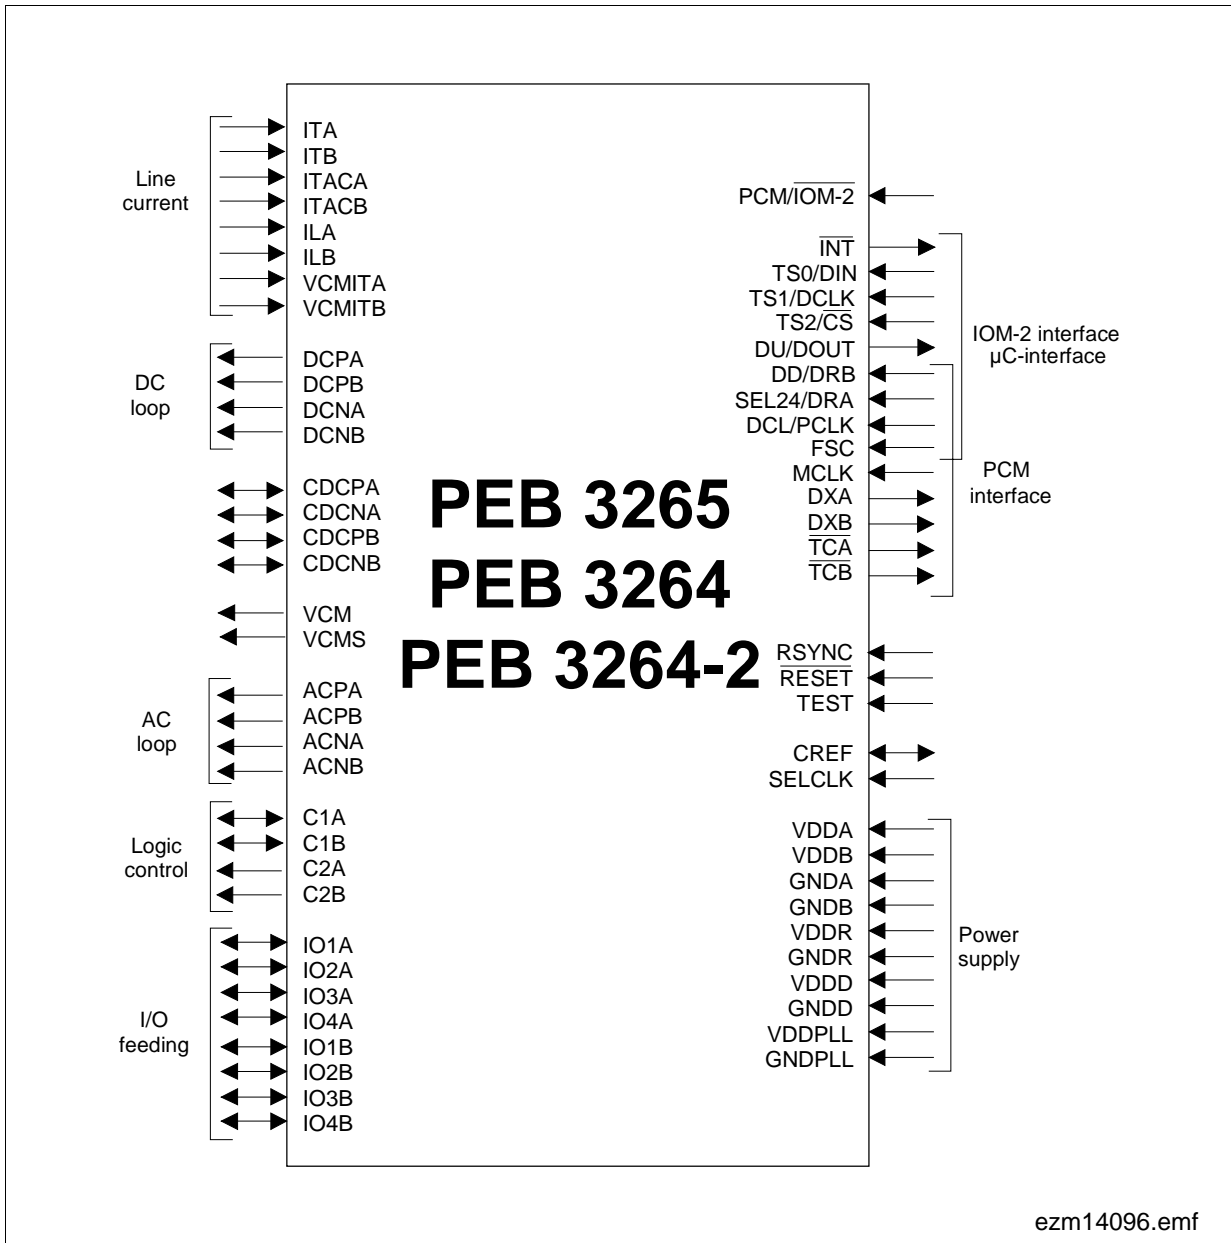 Line
current
ITA
ITB
ITACA
ITACB
ILA
ILB
VCMITA
VCMITB
DC
loop
DCPA
DCPB
DCNA
DCNB
CDCPA
CDCNA
CDCPB
CDCNB
VCM
VCMS
AC
loop
ACPA
ACPB
ACNA
ACNB
Logic
control
C1A
C1B
C2A
C2B
I/O
feeding
IO1A
IO2A
IO3A
IO4A
IO1B
IO2B
IO3B
IO4B
PEB 3265
PEB 3264
PEB 3264-2
PCM/IOM-2
INT
TS0/DIN
TS1/DCLK
TS2/CS
DU/DOUT
DD/DRB
SEL24/DRA
DCL/PCLK
FSC
MCLK
DXA
DXB
TCA
TCB
IOM-2 interface
µC-interface
PCM
interface
RSYNC
RESET
TEST
CREF
SELCLK
VDDA
VDDB
GNDA
GNDB
VDDR
GNDR
VDDD
GNDD
VDDPLL
GNDPLL
Power
supply
ezm14096.emf